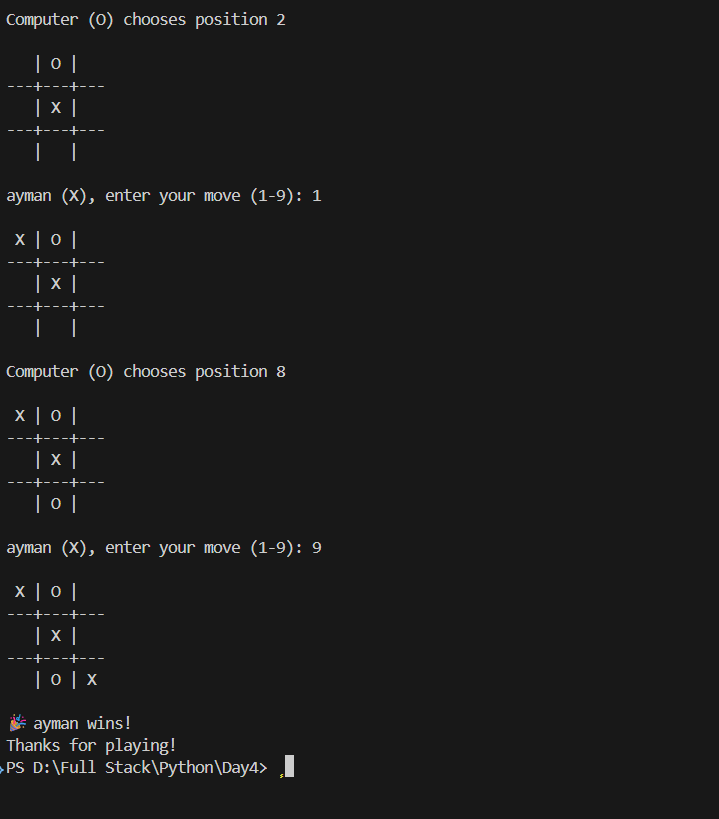 Computer (O) chooses position 2
   | O |
---+---+---
   | X |
---+---+---
   |   |
ayman (X), enter your move (1-9): 1
 X | O |
---+---+---
   | X |
---+---+---
   |   |
Computer (O) chooses position 8
 X | O |
---+---+---
   | X |
---+---+---
   | O |
ayman (X), enter your move (1-9): 9
 X | O |
---+---+---
   | X |
---+---+---
   | O | X
🎉 ayman wins!
Thanks for playing!
PS D:\Full Stack\Python\Day4> ,